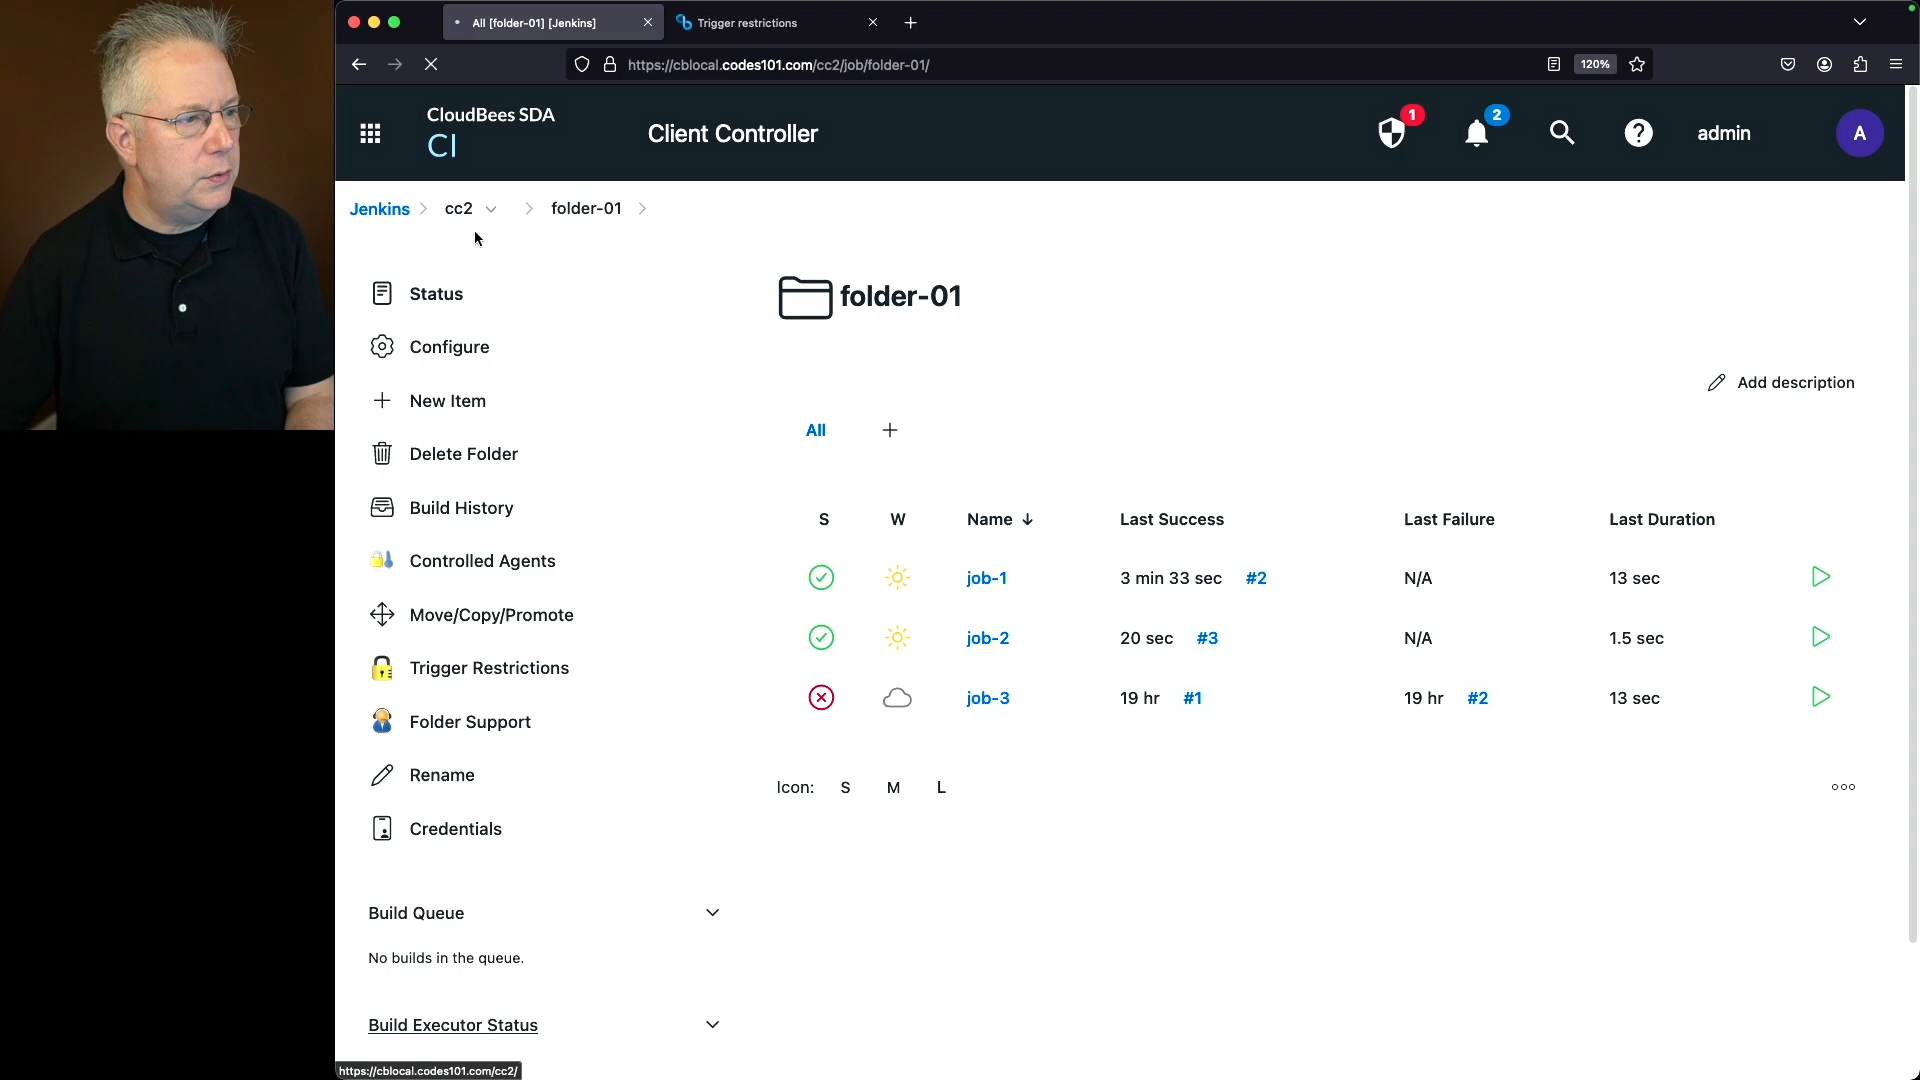 All [folder-01] [Jenkins]
Trigger restrictions
https://cblocal.codes101.com/cc2/job/folder-01/
120%
CloudBees SDA
CI
Client Controller
1
2
admin
A
Jenkins
cc2
folder-01
Status
Configure
New Item
Delete Folder
Build History
Controlled Agents
Move/Copy/Promote
Trigger Restrictions
Folder Support
Rename
Credentials
Build Queue
No builds in the queue.
Build Executor Status
folder-01
Add description
All
S W Name ↓ Last Success Last Failure Last Duration
job-1 3 min 33 sec #2 N/A 13 sec
job-2 20 sec #3 N/A 1.5 sec
job-3 19 hr #1 19 hr #2 13 sec
Icon: S M L
https://cblocal.codes101.com/cc2/